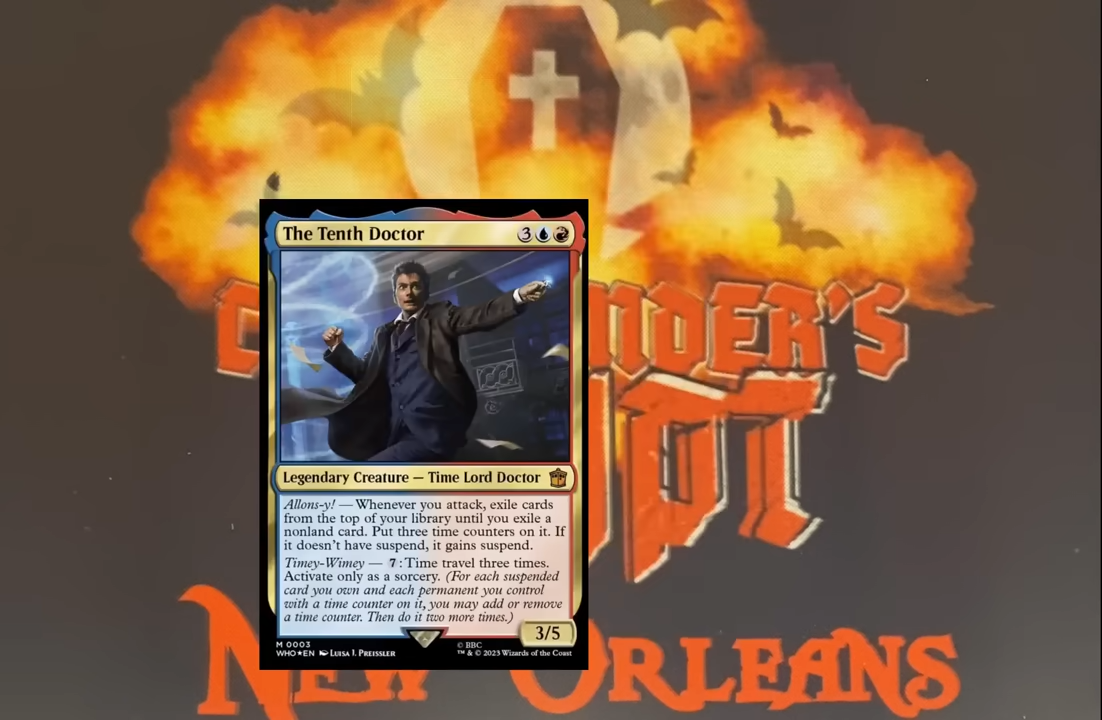 The Tenth Doctor 3
NDER'S
Legendary Creature — Time Lord Doctor
Allons-y! — Whenever you attack, exile cards
from the top of your library until you exile a
nonland card. Put three time counters on it. If
it doesn't have suspend, it gains suspend.
Timey-Wimey — 7: Time travel three times.
Activate only as a sorcery. (For each suspended
card you own and each permanent you control
with a time counter on it, you may add or remove
a time counter. Then do it two more times.)
3/5
M 0003
WHO★EN Luisa J. Preissler
© BBC
™ & © 2023 Wizards of the Coast
NEW ORLEANS